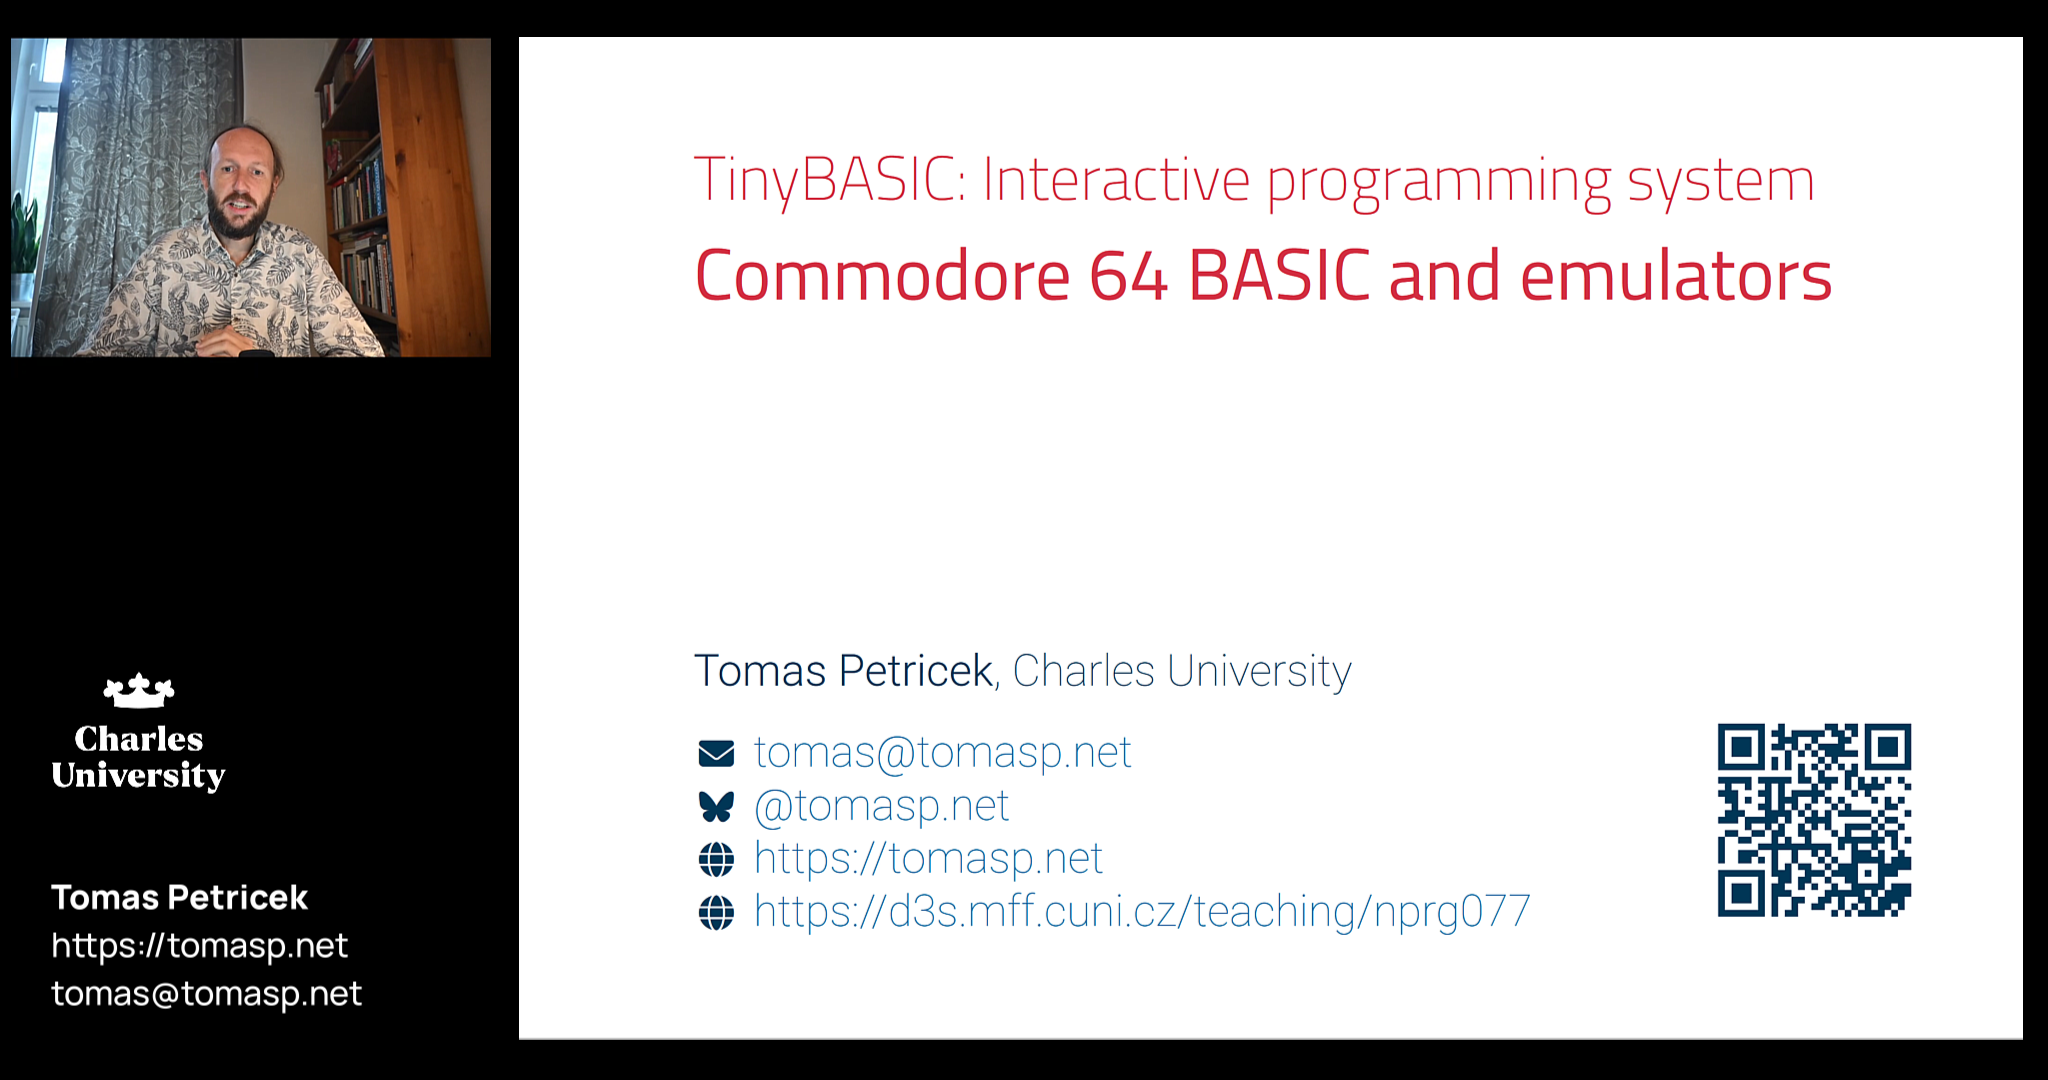 TinyBASIC: Interactive programming system
Commodore 64 BASIC and emulators
Tomas Petricek, Charles University
tomas@tomasp.net
@tomasp.net
https://tomasp.net
https://d3s.mff.cuni.cz/teaching/nprg077
Charles
University
Tomas Petricek
https://tomasp.net
tomas@tomasp.net